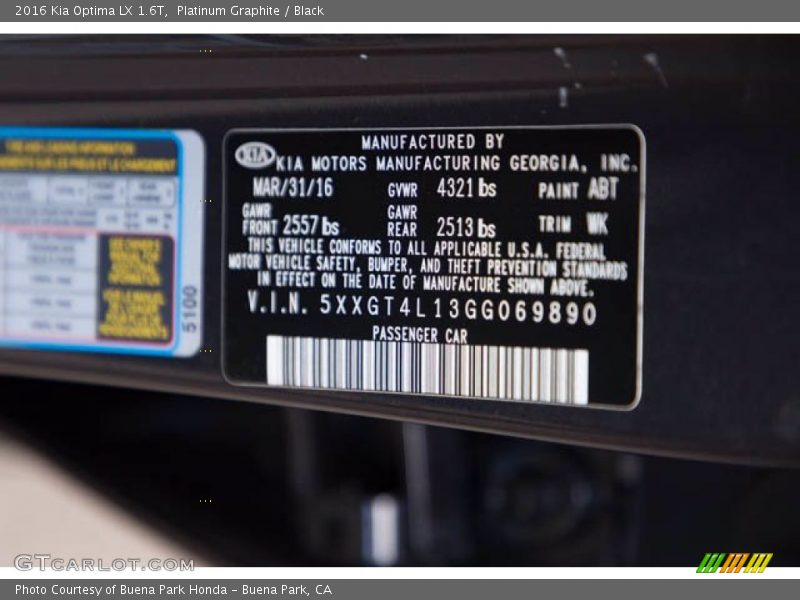 2016 Kia Optima LX 1.6T, Platinum Graphite / Black
MANUFACTURED BY
KIA KIA MOTORS MANUFACTURING GEORGIA, INC.
MAR/31/16 GVWR 4321 lbs PAINT ABT
GAWR FRONT 2557 lbs GAWR REAR 2513 lbs TRIM WK
THIS VEHICLE CONFORMS TO ALL APPLICABLE U.S.A. FEDERAL
MOTOR VEHICLE SAFETY, BUMPER, AND THEFT PREVENTION STANDARDS
IN EFFECT ON THE DATE OF MANUFACTURE SHOWN ABOVE.
V.I.N. 5XXGT4L13GG069890
PASSENGER CAR
5100
GTcarlot.com
Photo Courtesy of Buena Park Honda - Buena Park, CA